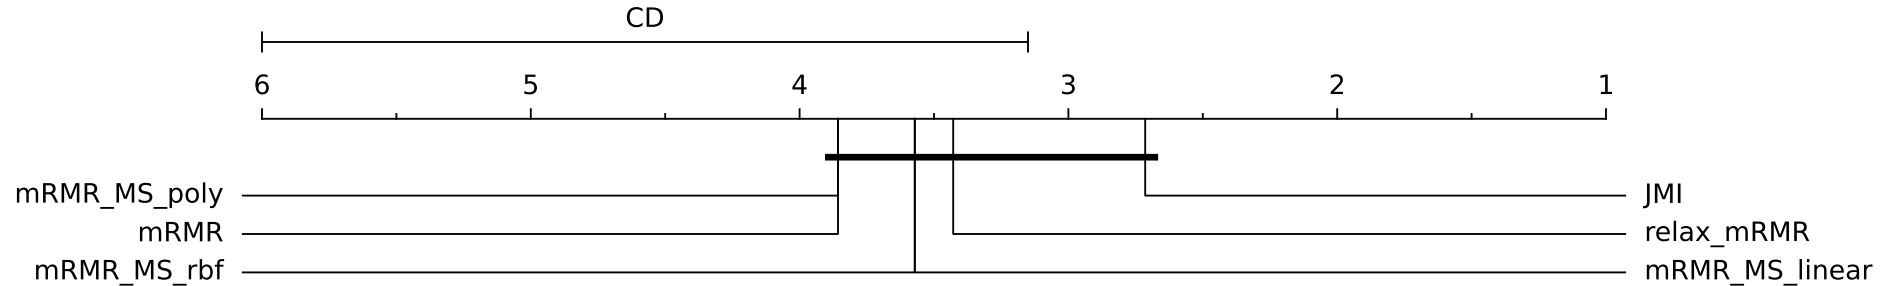 CD
6 5 4 3 2 1
mRMR_MS_poly JMI
mRMR relax_mRMR
mRMR_MS_rbf mRMR_MS_linear